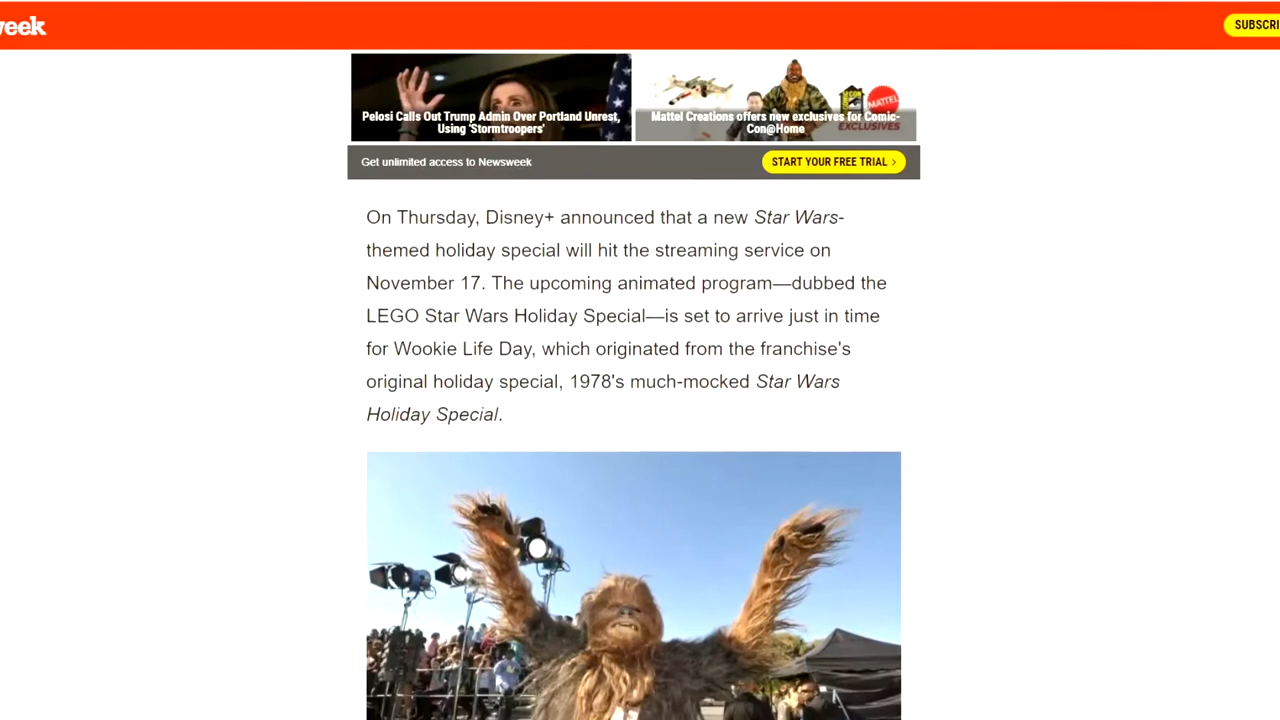 week
SUBSCRI
Pelosi Calls Out Trump Admin Over Portland Unrest,
Using 'Stormtroopers'
Mattel Creations offers new exclusives for Comic-
Con@Home
COMIC CON
MATTEL
EXCLUSIVES
Get unlimited access to Newsweek
START YOUR FREE TRIAL >
On Thursday, Disney+ announced that a new Star Wars-
themed holiday special will hit the streaming service on
November 17. The upcoming animated program—dubbed the
LEGO Star Wars Holiday Special—is set to arrive just in time
for Wookie Life Day, which originated from the franchise's
original holiday special, 1978's much-mocked Star Wars
Holiday Special.